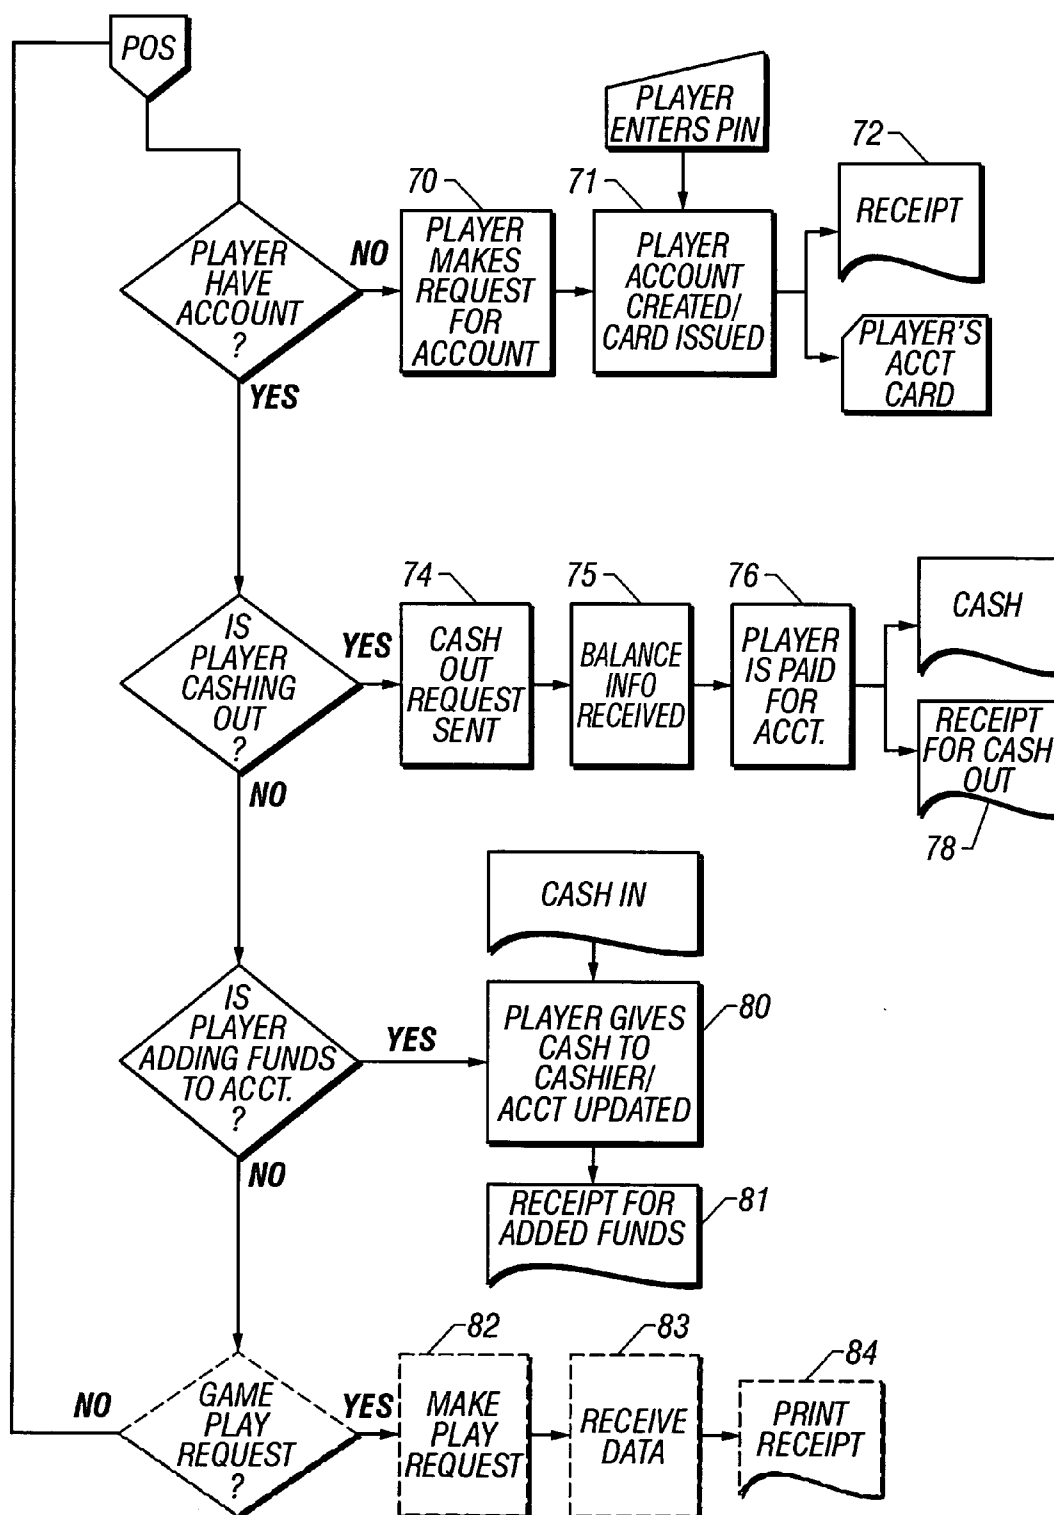 POS
PLAYER
ENTERS PIN
72
70
71
RECEIPT
PLAYER
HAVE
ACCOUNT
?
NO
PLAYER
MAKES
REQUEST
FOR
ACCOUNT
PLAYER
ACCOUNT
CREATED/
CARD ISSUED
PLAYER'S
ACCT
CARD
YES
74
75
76
CASH
IS
PLAYER
CASHING
OUT
?
YES
CASH
OUT
REQUEST
SENT
BALANCE
INFO
RECEIVED
PLAYER
IS PAID
FOR
ACCT.
RECEIPT
FOR CASH
OUT
78
NO
CASH IN
IS
PLAYER
ADDING FUNDS
TO ACCT.
?
YES
PLAYER GIVES
CASH TO
CASHIER/
ACCT UPDATED
80
NO
RECEIPT FOR
ADDED FUNDS
81
82
83
84
NO
GAME
PLAY
REQUEST
?
YES
MAKE
PLAY
REQUEST
RECEIVE
DATA
PRINT
RECEIPT